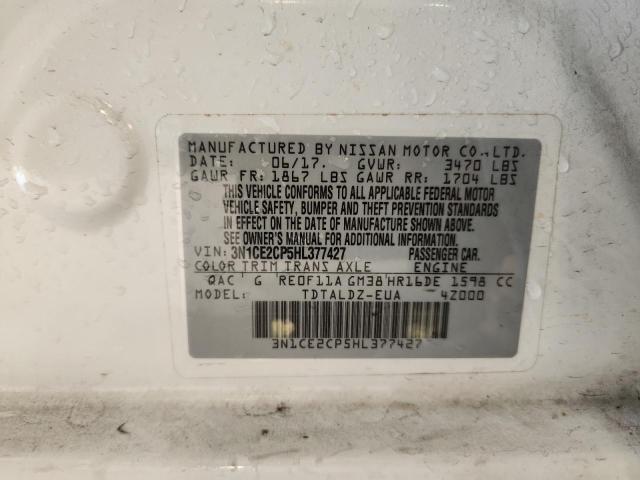 MANUFACTURED BY NISSAN MOTOR CO.,LTD.
DATE: 06/17. GVWR: 3470 LBS
GAWR FR: 1867 LBS GAWR RR: 1704 LBS
THIS VEHICLE CONFORMS TO ALL APPLICABLE FEDERAL MOTOR
VEHICLE SAFETY, BUMPER AND THEFT PREVENTION STANDARDS
IN EFFECT ON THE DATE OF MANUFACTURE SHOWN ABOVE.
SEE OWNER'S MANUAL FOR ADDITIONAL INFORMATION.
VIN: 3N1CE2CP5HL377427 PASSENGER CAR.
COLOR TRIM TRANS AXLE ENGINE
QAC G RE0F11A GM38 HR16DE 1598 CC
TDTALDZ-EUA 4Z000
3N1CE2CP5HL377427